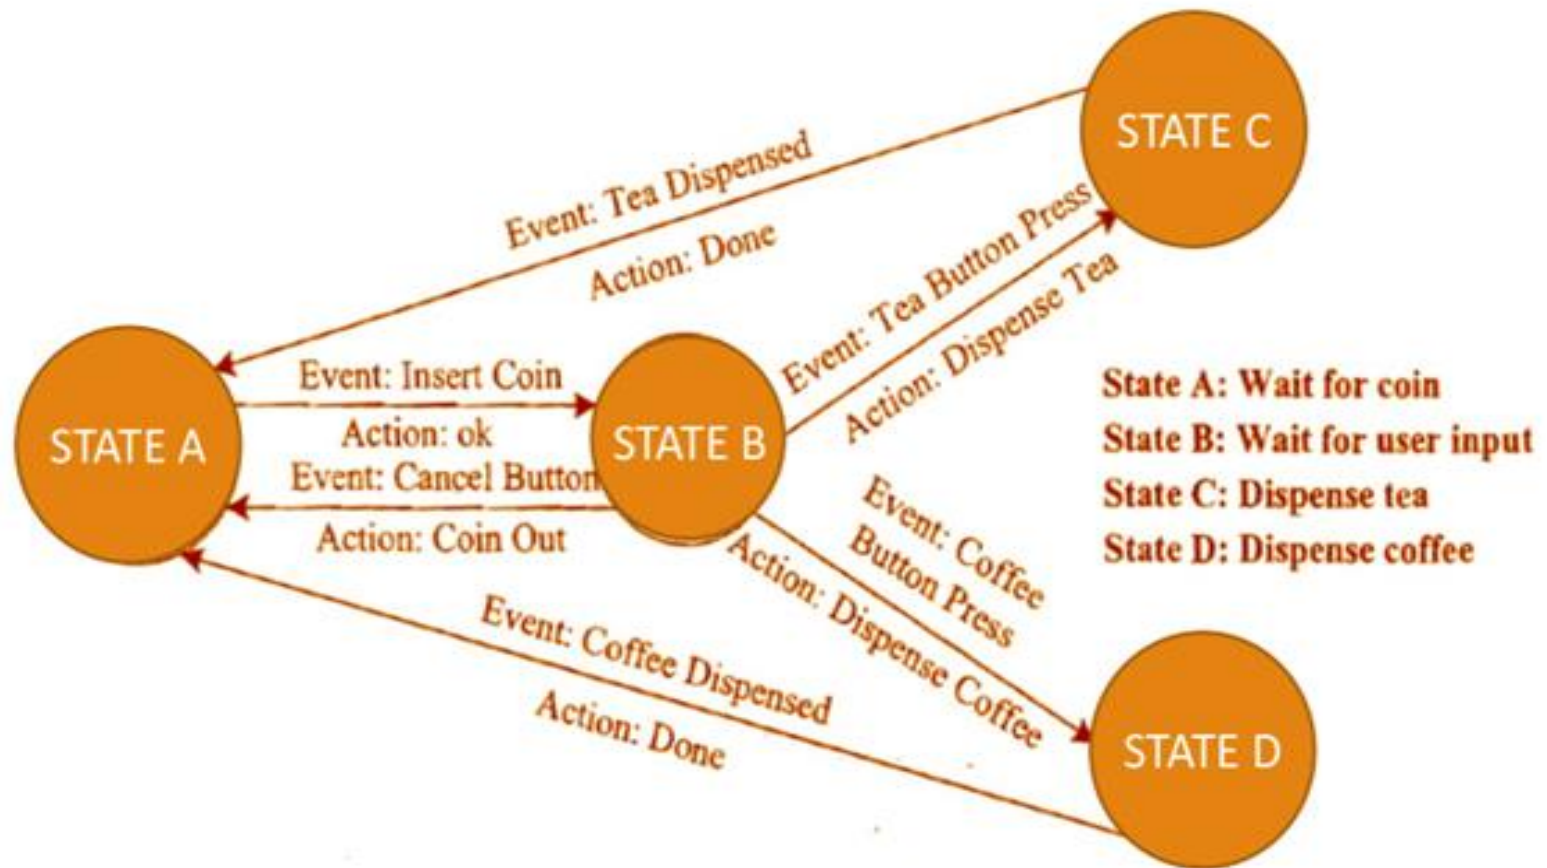 STATE C
Event: Tea Dispensed
Action: Done
Event: Tea Button Press
Action: Dispense Tea
STATE A
Event: Insert Coin
Action: ok
Event: Cancel Button
Action: Coin Out
STATE B
State A: Wait for coin
State B: Wait for user input
State C: Dispense tea
State D: Dispense coffee
Event: Coffee
Button Press
Action: Dispense Coffee
Event: Coffee Dispensed
Action: Done
STATE D